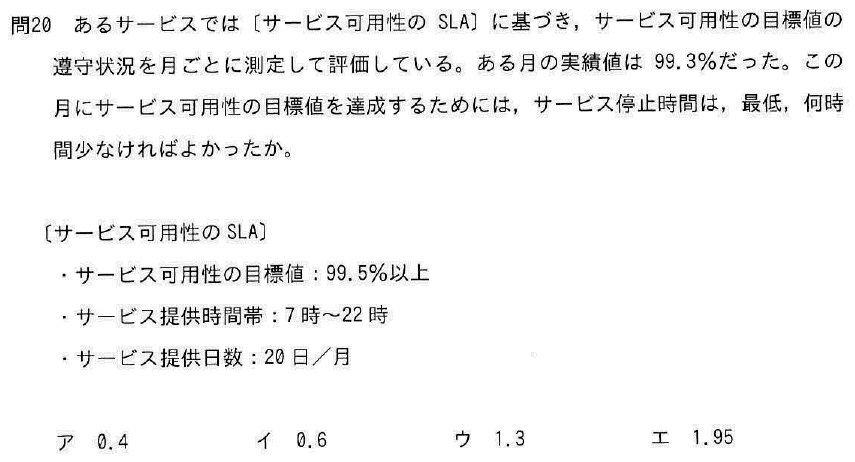 問20 あるサービスでは〔サービス可用性の SLA〕に基づき，サービス可用性の目標値の
遵守状況を月ごとに測定して評価している。ある月の実績値は 99.3％だった。この
月にサービス可用性の目標値を達成するためには，サービス停止時間は，最低，何時
間少なければよかったか。
〔サービス可用性の SLA〕
・サービス可用性の目標値：99.5％以上
・サービス提供時間帯：7 時～22 時
・サービス提供日数：20 日／月
ア 0.4 イ 0.6 ウ 1.3 エ 1.95